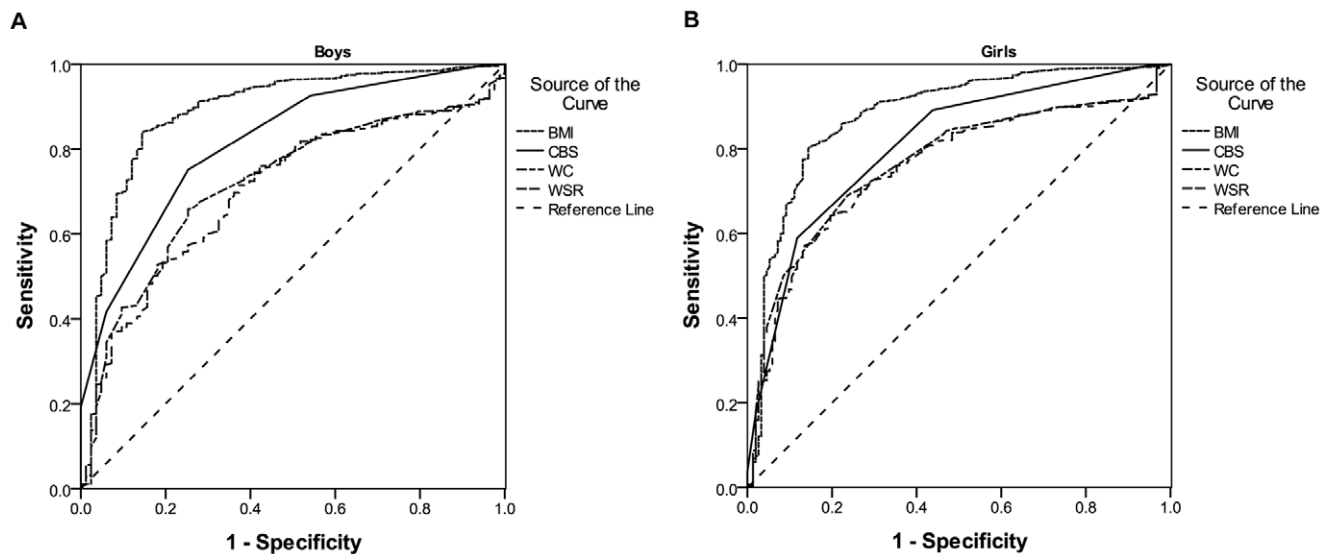 A
Boys
1.0
0.8
0.6
0.4
0.2
0.0
Sensitivity
0.0 0.2 0.4 0.6 0.8 1.0
1 - Specificity
Source of the
Curve
BMI
CBS
WC
WSR
Reference Line
B
Girls
1.0
0.8
0.6
0.4
0.2
0.0
Sensitivity
0.0 0.2 0.4 0.6 0.8 1.0
1 - Specificity
Source of the
Curve
BMI
CBS
WC
WSR
Reference Line